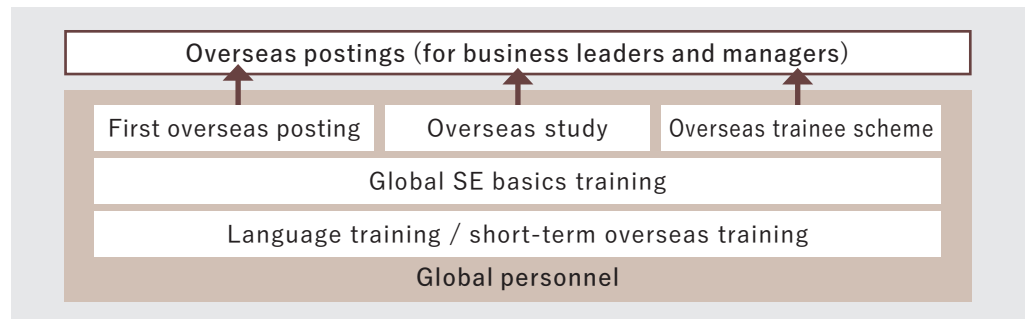 Overseas postings (for business leaders and managers)
First overseas posting
Overseas study
Overseas trainee scheme
Global SE basics training
Language training / short-term overseas training
Global personnel